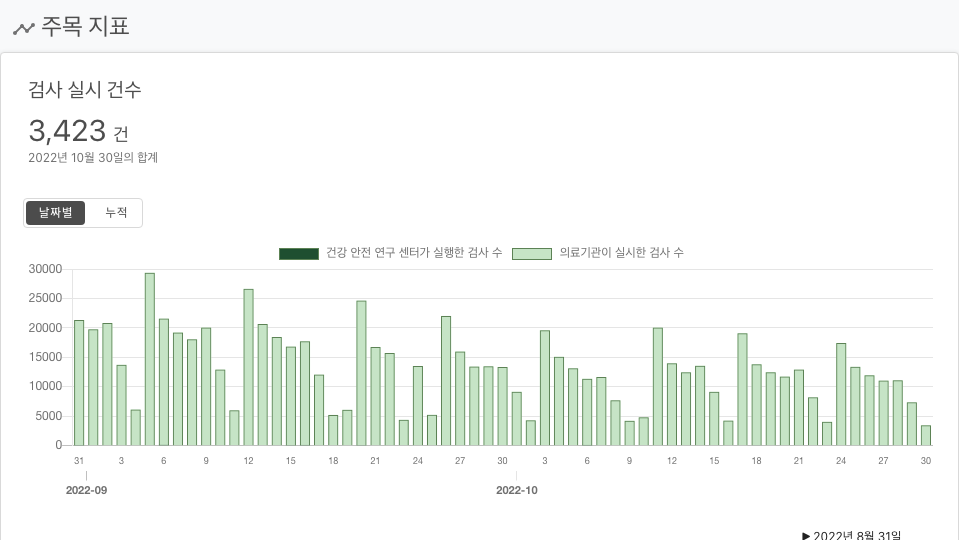 주목 지표
검사 실시 건수
3,423 건
2022년 10월 30일의 합계
날짜별 누적
건강 안전 연구 센터가 실행한 검사 수 의료기관이 실시한 검사 수
30000
25000
20000
15000
10000
5000
0
31 3 6 9 12 15 18 21 24 27 30 3 6 9 12 15 18 21 24 27 30
2022-09 2022-10
▶ 2022년 8월 31일